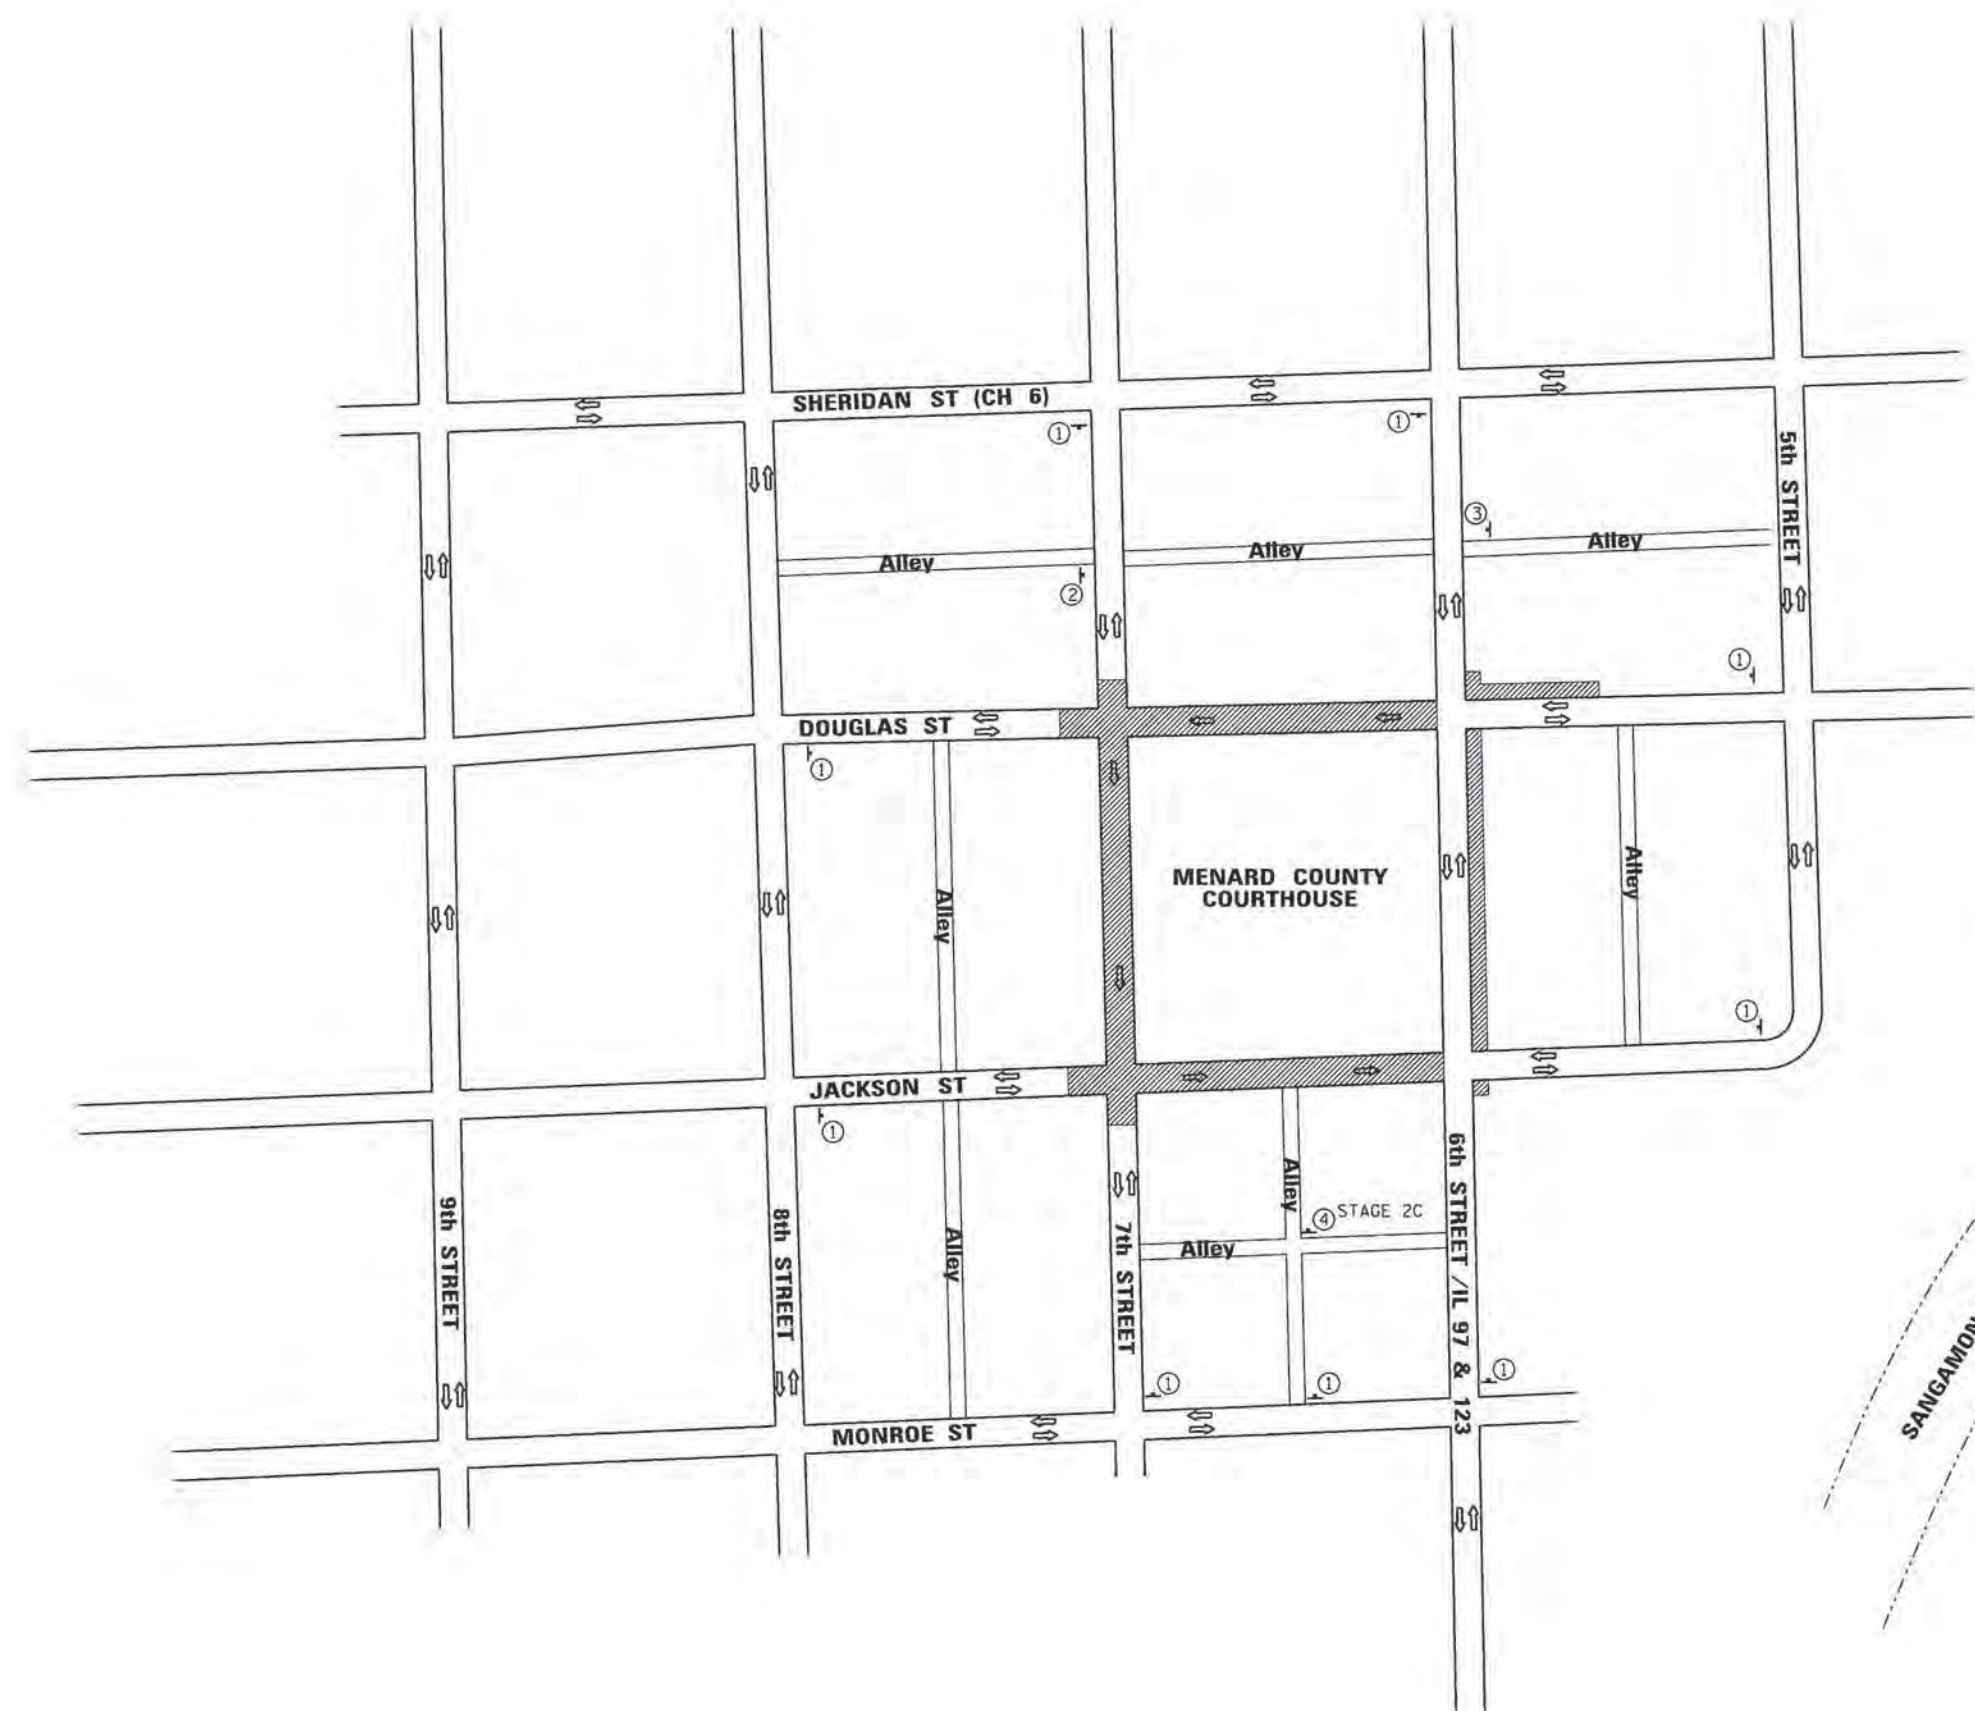 SHERIDAN ST (CH 6)
1
1
5th STREET
3
Alley
Alley
Alley
2
1
DOUGLAS ST
1
Alley
MENARD COUNTY
COURTHOUSE
Alley
1
JACKSON ST
1
9th STREET
8th STREET
Alley
7th STREET
Alley
4 STAGE 2C
Alley
6th STREET /IL 97 & 123
1
1
1
MONROE ST
SANGAMON